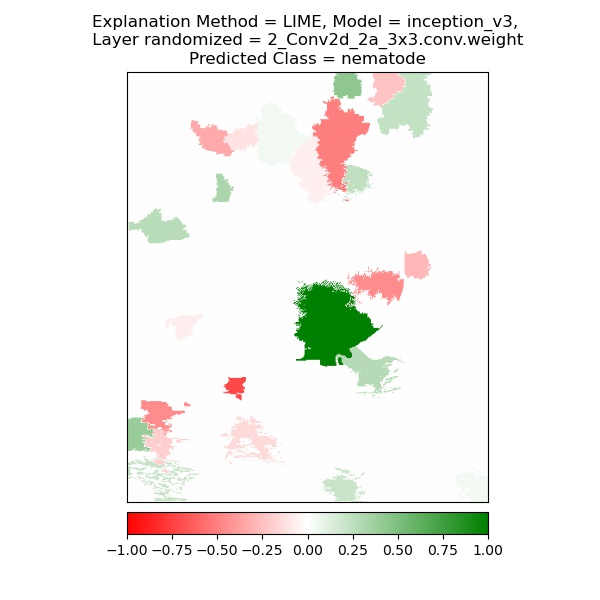 Explanation Method = LIME, Model = inception_v3,
Layer randomized = 2_Conv2d_2a_3x3.conv.weight
Predicted Class = nematode
−1.00 −0.75 −0.50 −0.25 0.00 0.25 0.50 0.75 1.00